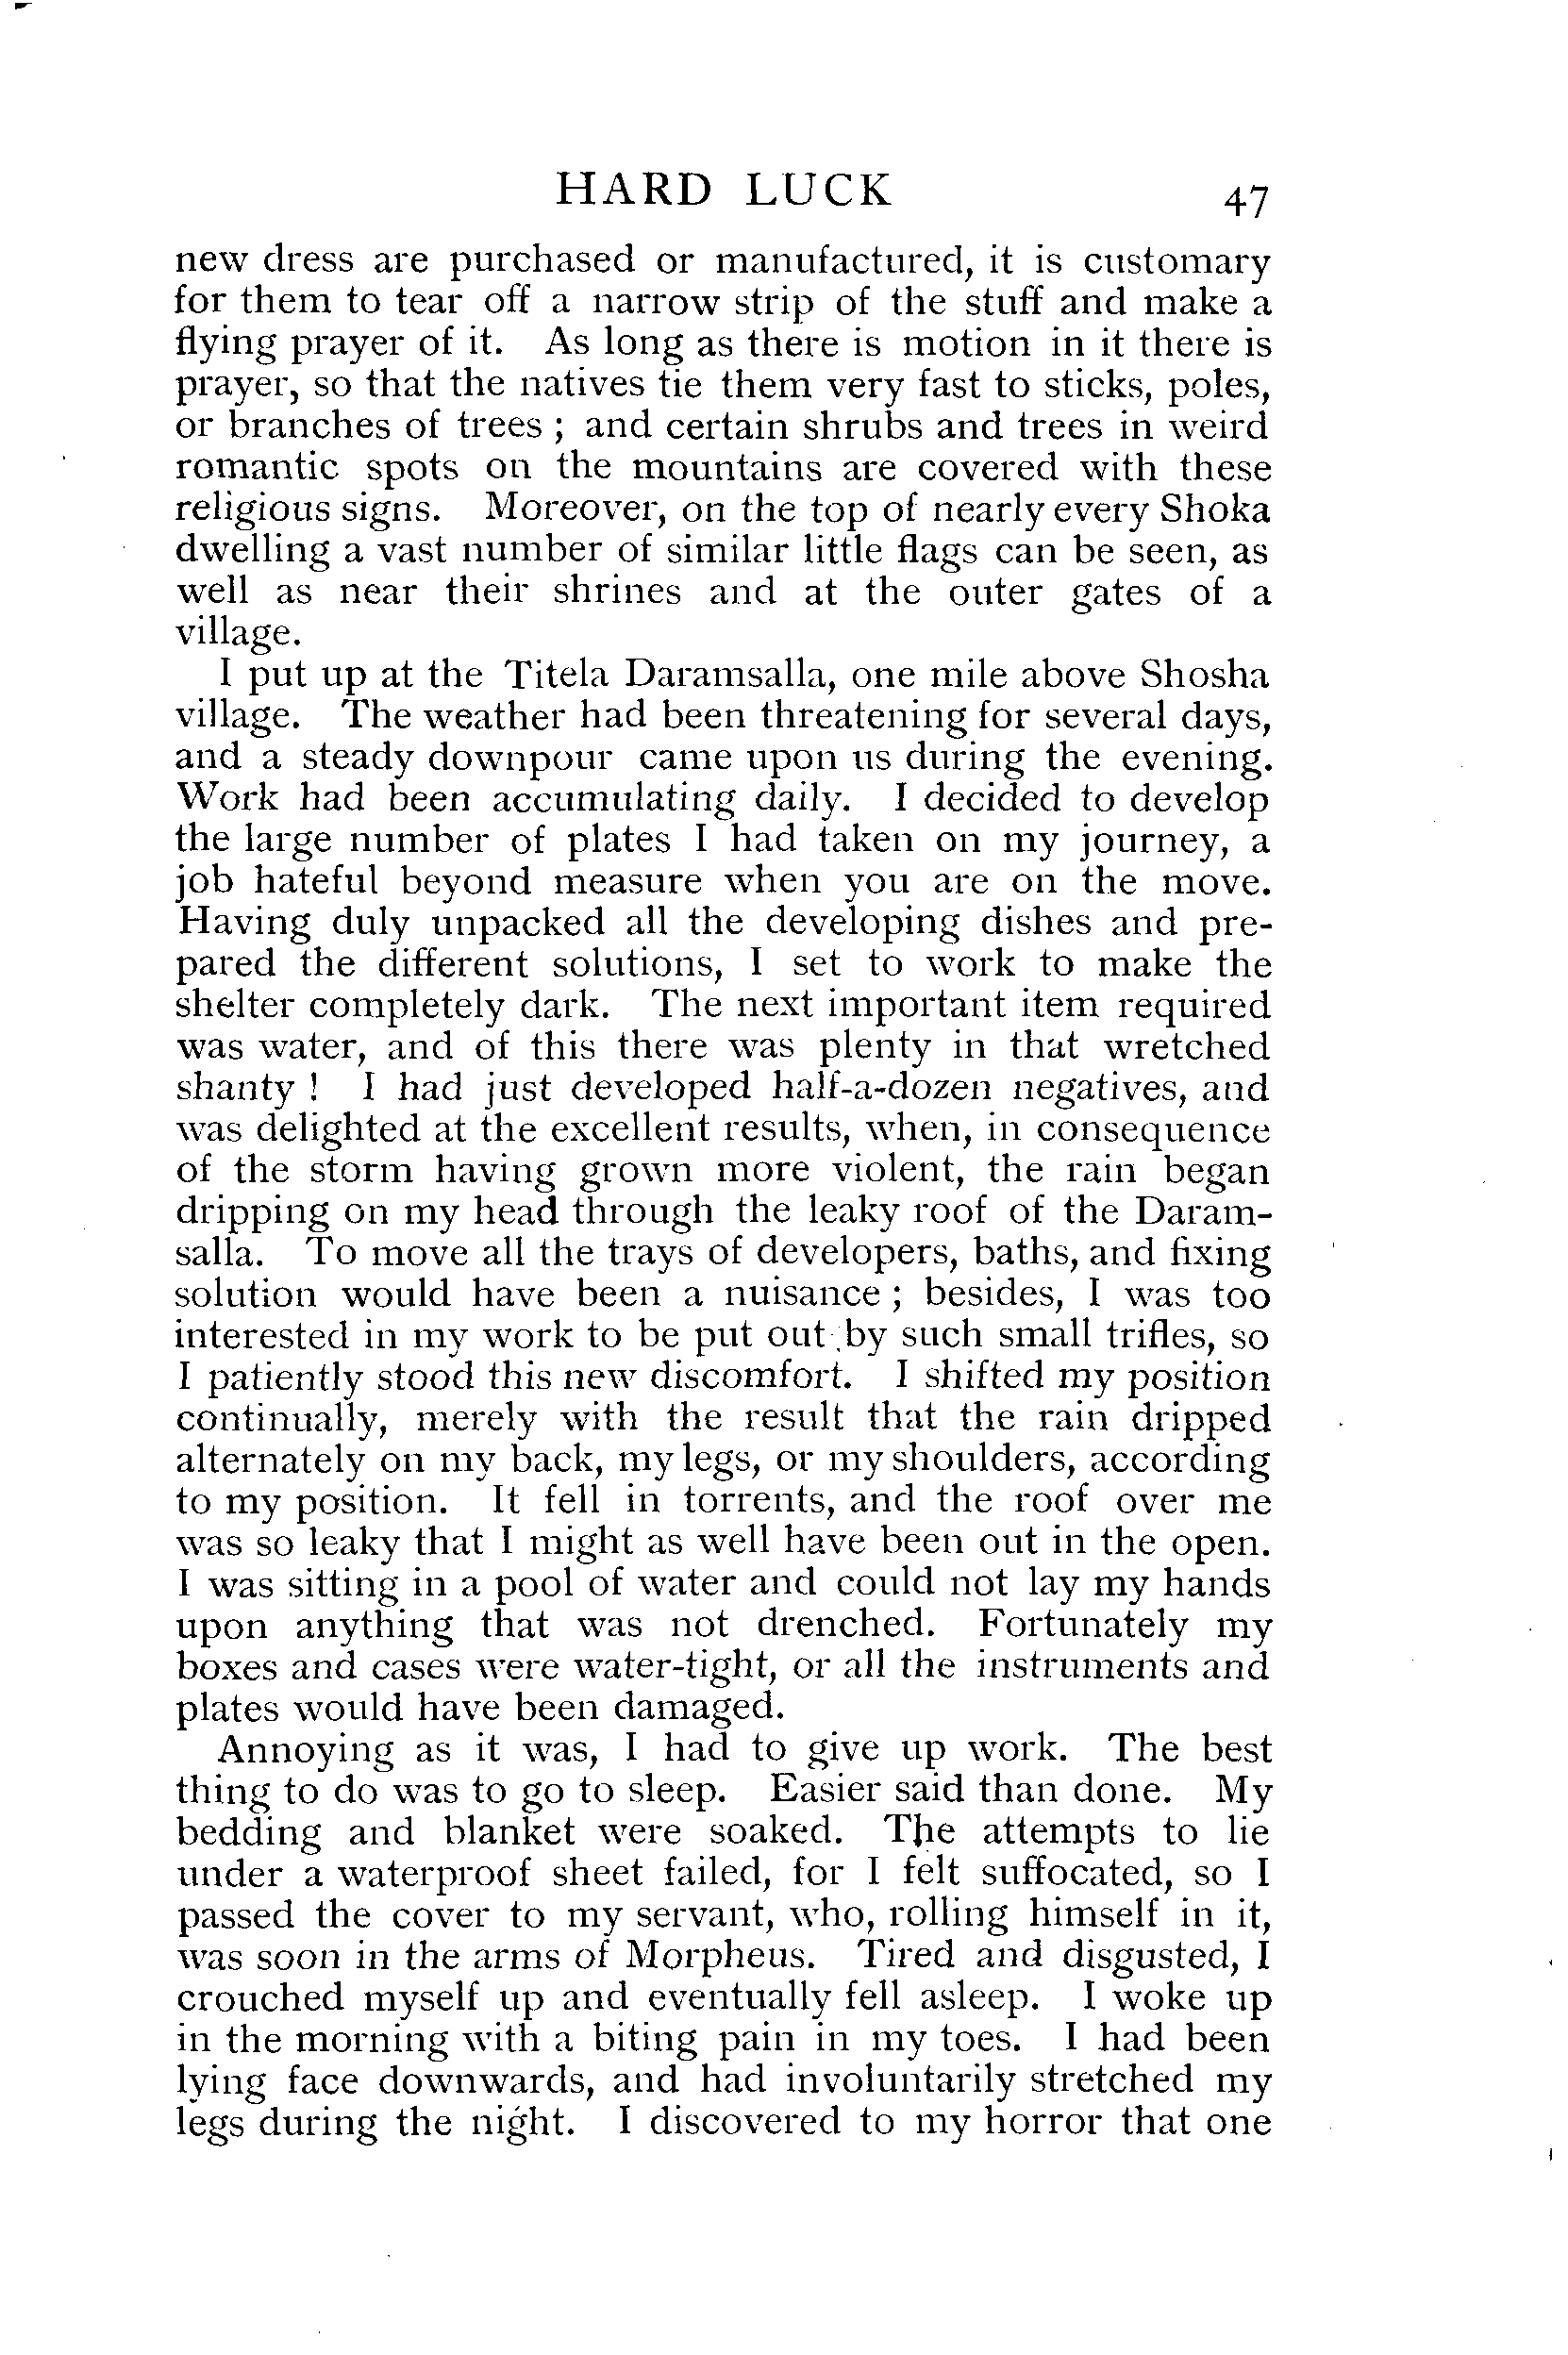 HARD LUCK 47
new dress are purchased or manufactured, it is customary
for them to tear off a narrow strip of the stuff and make a
flying prayer of it. As long as there is motion in it there is
prayer, so that the natives tie them very fast to sticks, poles,
or branches of trees ; and certain shrubs and trees in weird
romantic spots on the mountains are covered with these
religious signs. Moreover, on the top of nearly every Shoka
dwelling a vast number of similar little flags can be seen, as
well as near their shrines and at the outer gates of a
village.
I put up at the Titela Daramsalla, one mile above Shosha
village. The weather had been threatening for several days,
and a steady downpour came upon us during the evening.
Work had been accumulating daily. I decided to develop
the large number of plates I had taken on my journey, a
job hateful beyond measure when you are on the move.
Having duly unpacked all the developing dishes and pre-
pared the different solutions, I set to work to make the
shelter completely dark. The next important item required
was water, and of this there was plenty in that wretched
shanty ! I had just developed half-a-dozen negatives, and
was delighted at the excellent results, when, in consequence
of the storm having grown more violent, the rain began
dripping on my head through the leaky roof of the Daram-
salla. To move all the trays of developers, baths, and fixing
solution would have been a nuisance ; besides, I was too
interested in my work to be put out by such small trifles, so
I patiently stood this new discomfort. I shifted my position
continually, merely with the result that the rain dripped
alternately on my back, my legs, or my shoulders, according
to my position. It fell in torrents, and the roof over me
was so leaky that I might as well have been out in the open.
I was sitting in a pool of water and could not lay my hands
upon anything that was not drenched. Fortunately my
boxes and cases were water-tight, or all the instruments and
plates would have been damaged.
Annoying as it was, I had to give up work. The best
thing to do was to go to sleep. Easier said than done. My
bedding and blanket were soaked. The attempts to lie
under a waterproof sheet failed, for I felt suffocated, so I
passed the cover to my servant, who, rolling himself in it,
was soon in the arms of Morpheus. Tired and disgusted, I
crouched myself up and eventually fell asleep. I woke up
in the morning with a biting pain in my toes. I had been
lying face downwards, and had involuntarily stretched my
legs during the night. I discovered to my horror that one